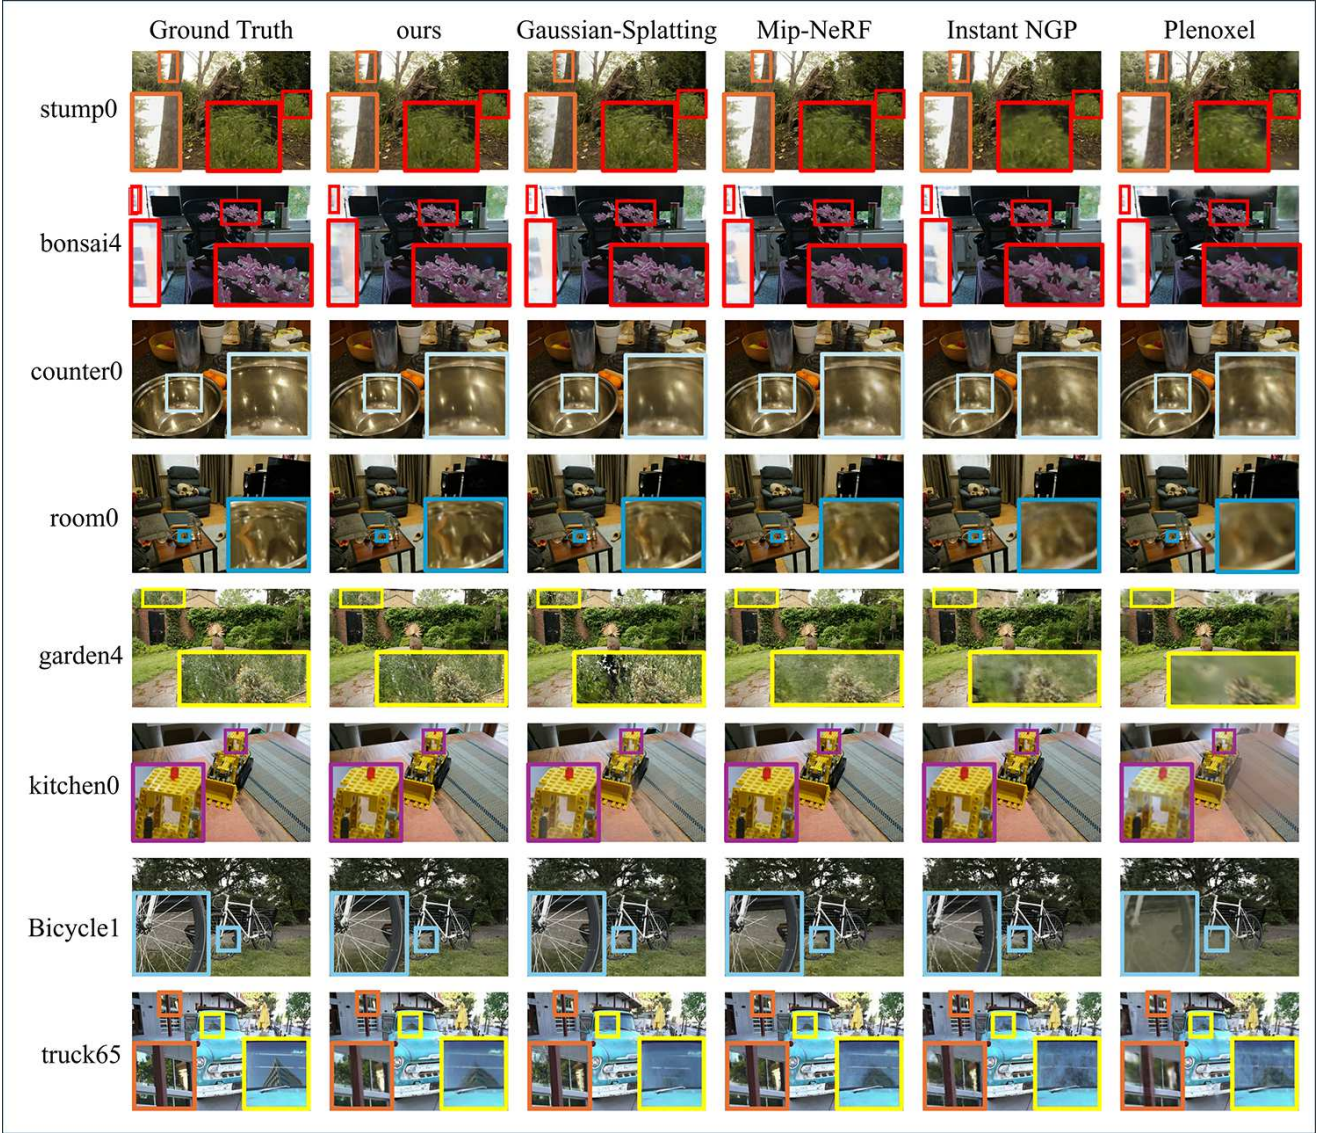 Ground Truth ours Gaussian-Splatting Mip-NeRF Instant NGP Plenoxel
stump0
bonsai4
counter0
room0
garden4
kitchen0
Bicycle1
truck65